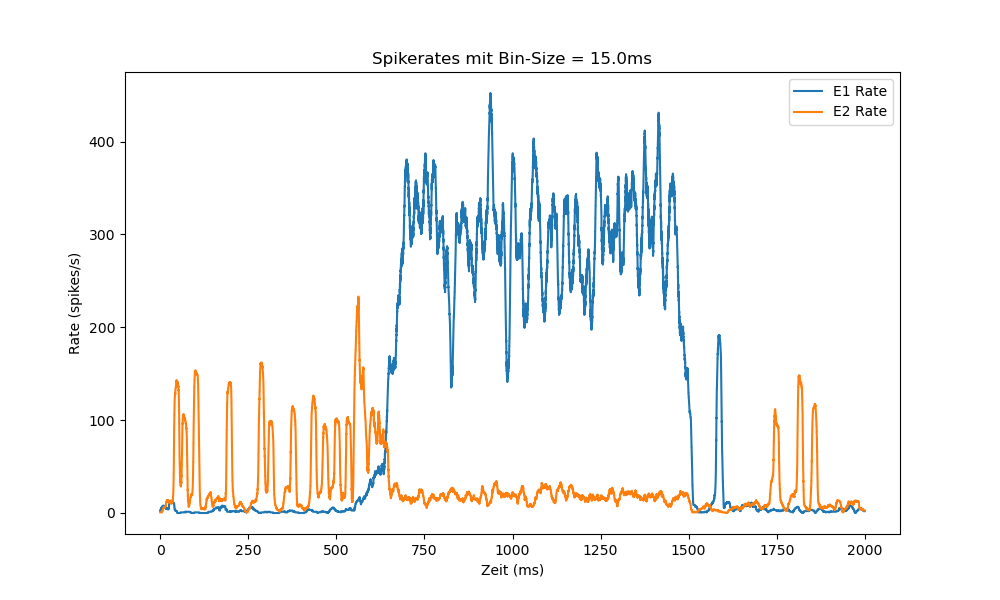 Spikerates mit Bin-Size = 15.0ms
E1 Rate
E2 Rate
400
300
200
100
0
Rate (spikes/s)
0 250 500 750 1000 1250 1500 1750 2000
Zeit (ms)